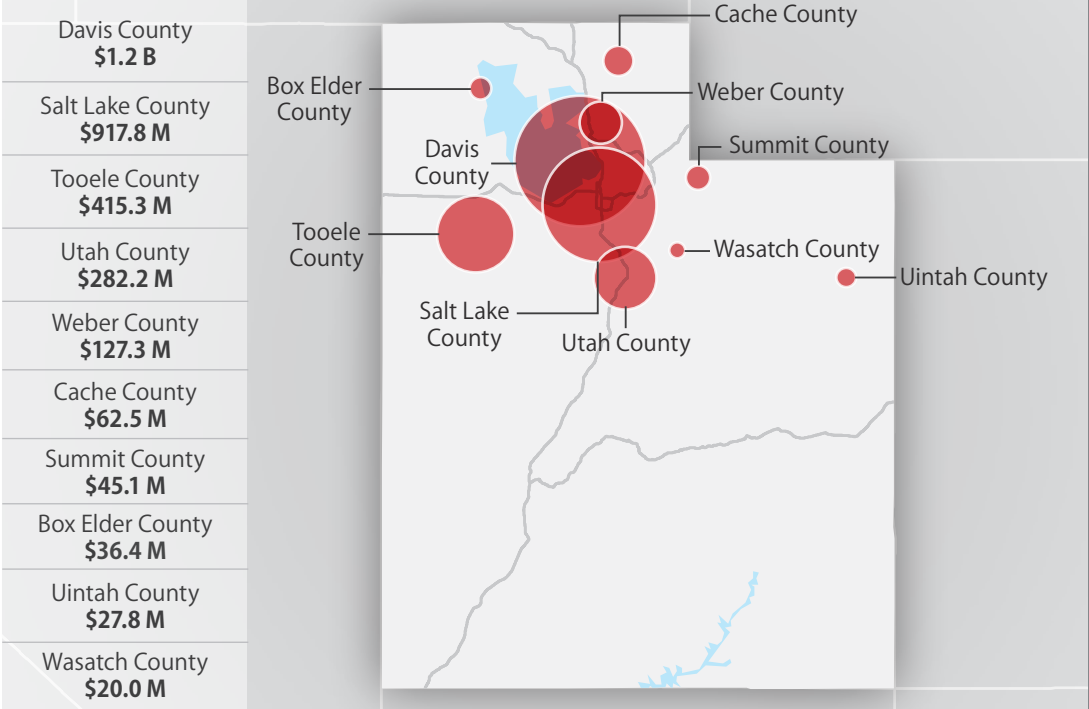 Davis County
$1.2 B
Salt Lake County
$917.8 M
Tooele County
$415.3 M
Utah County
$282.2 M
Weber County
$127.3 M
Cache County
$62.5 M
Summit County
$45.1 M
Box Elder County
$36.4 M
Uintah County
$27.8 M
Wasatch County
$20.0 M
Cache County
Box Elder
County
Weber County
Davis
County
Summit County
Tooele
County
Wasatch County
Uintah County
Salt Lake
County
Utah County